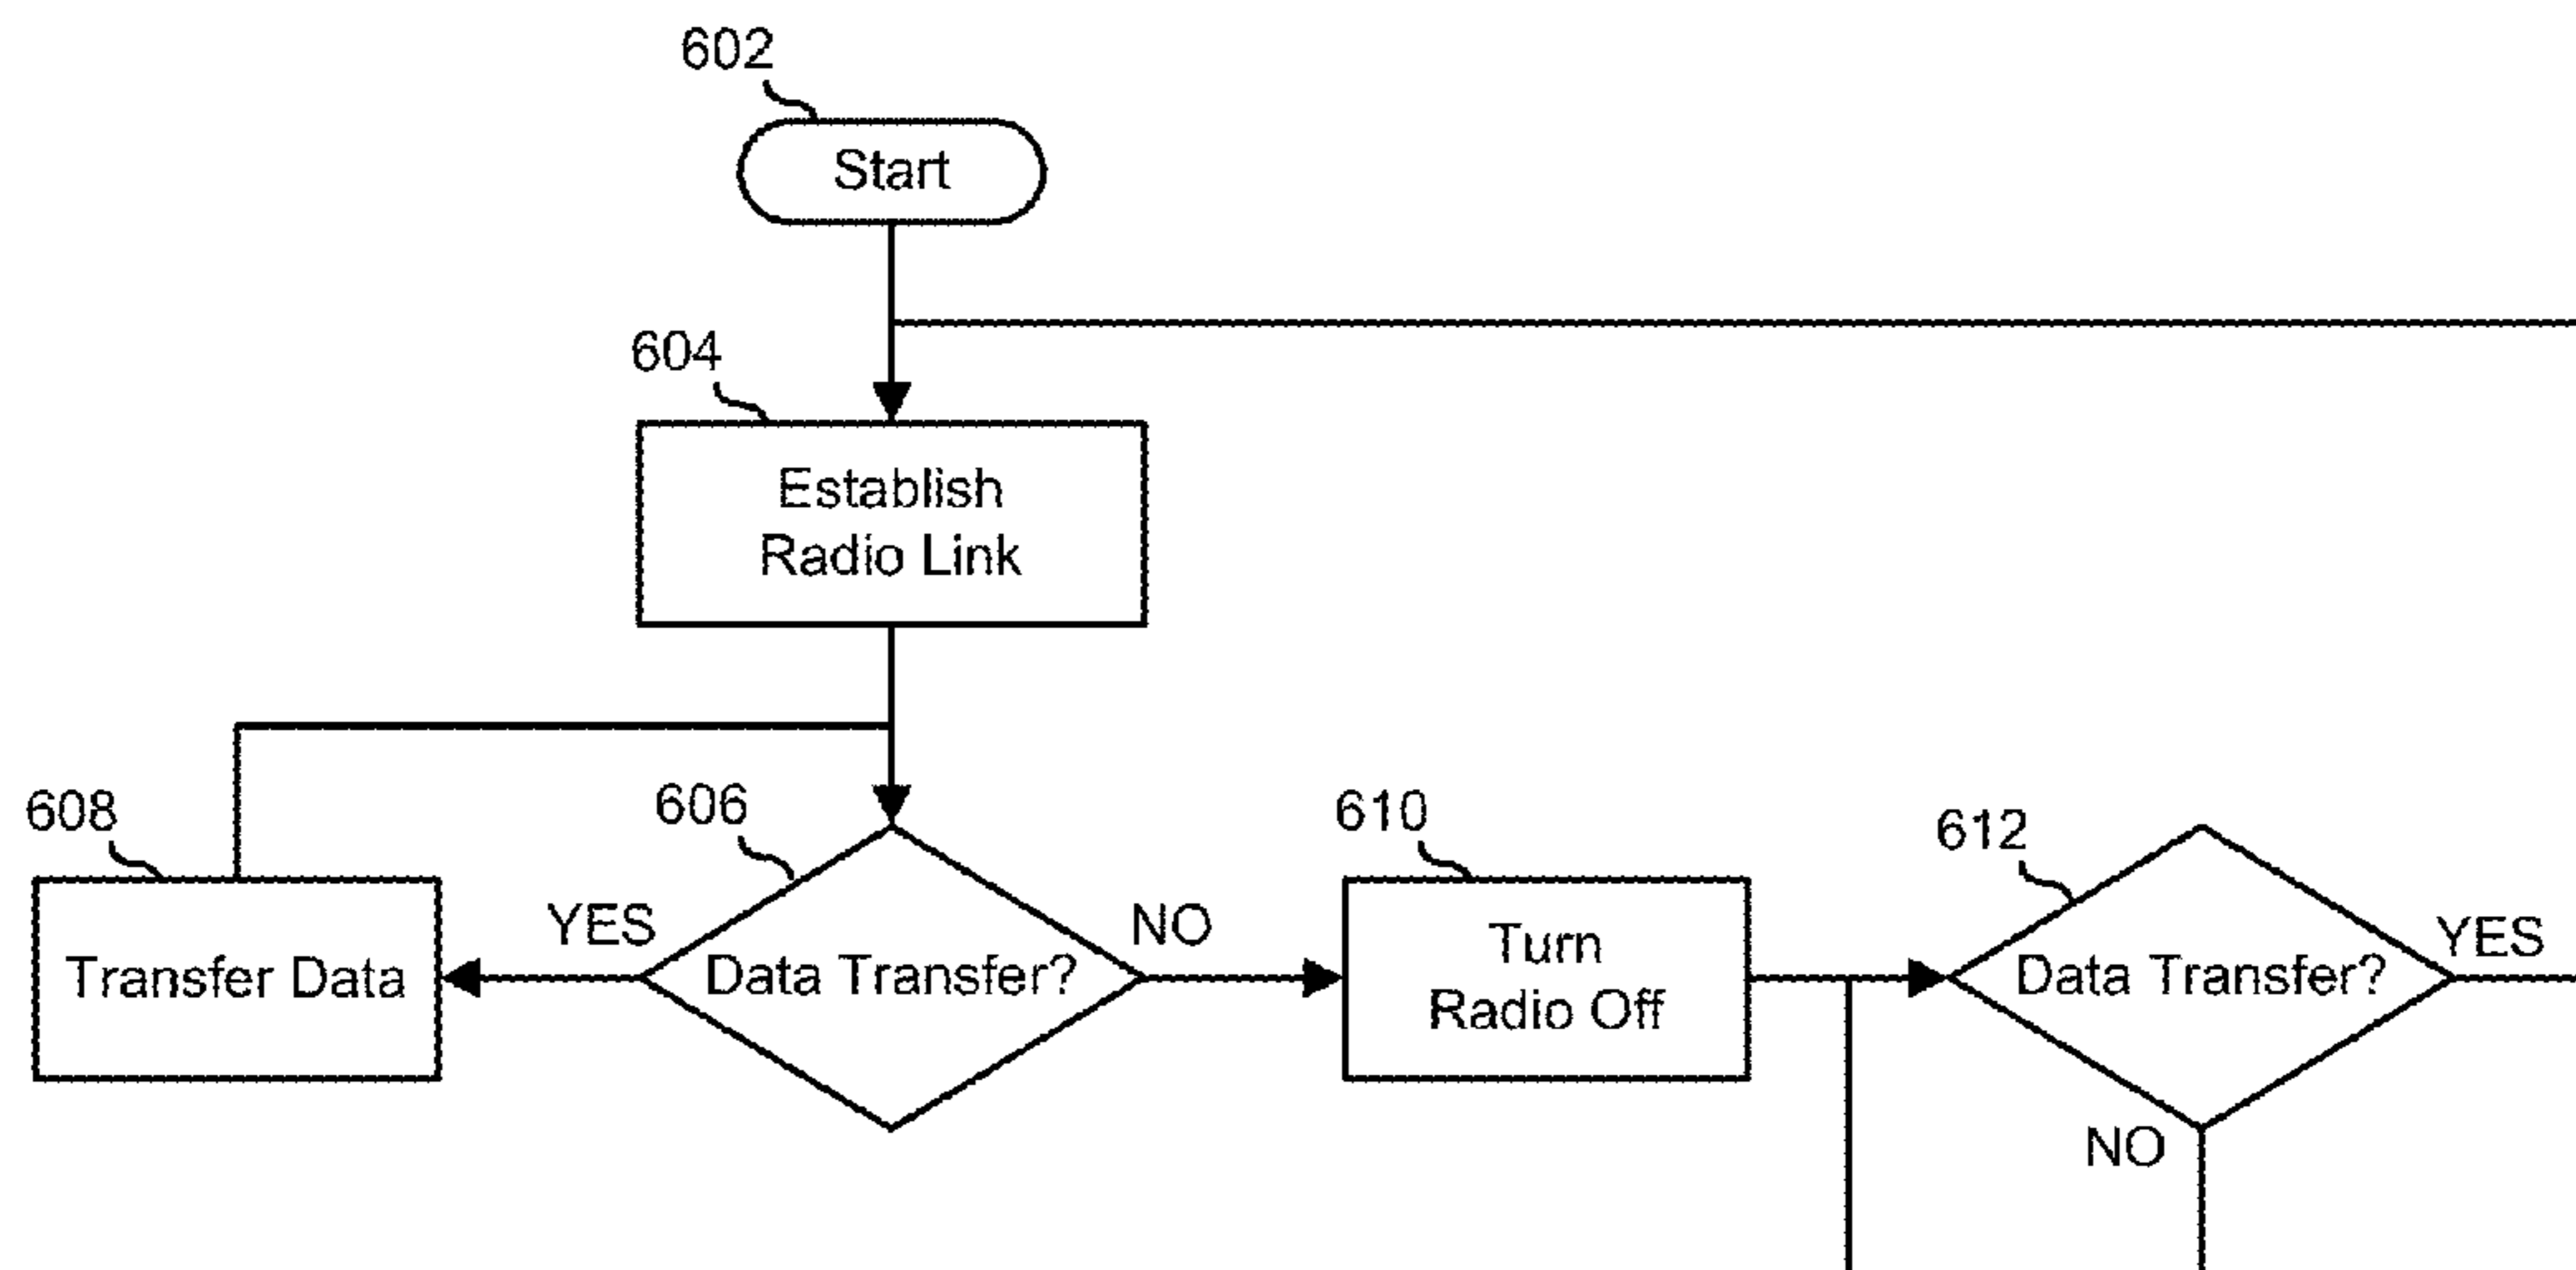 602
Start
604
Establish
Radio Link
608
606
610
612
YES
NO
YES
Transfer Data
Data Transfer?
Turn
Radio Off
Data Transfer?
NO